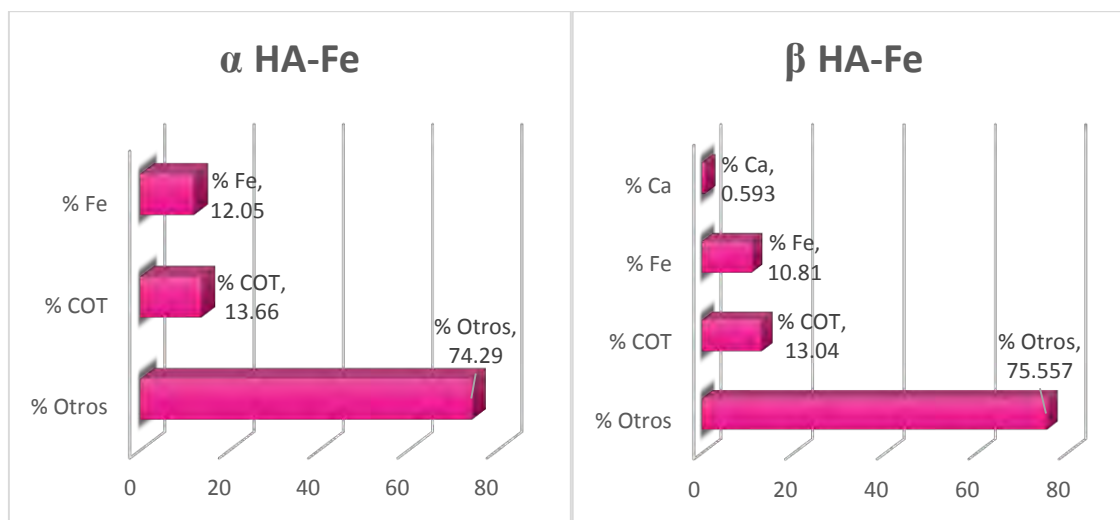 α HA-Fe
% Fe
% Fe,
12.05
% COT
% COT,
13.66
% Otros
% Otros,
74.29
0 20 40 60 80
β HA-Fe
% Ca
% Ca,
0.593
% Fe
% Fe,
10.81
% COT
% COT,
13.04
% Otros
% Otros,
75.557
0 20 40 60 80